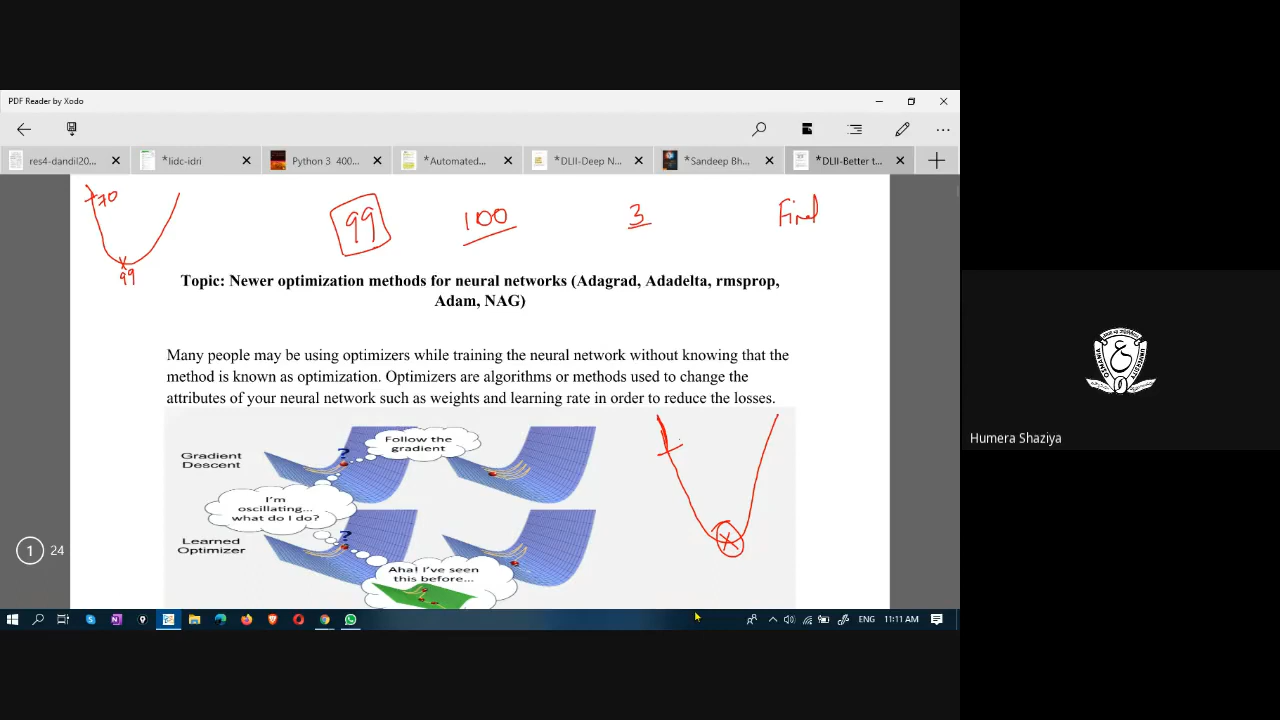 PDF Reader by Xodo
res4-dandil20...
*lidc-idri
Python 3 400...
*Automated...
*DLII-Deep N...
*Sandeep Bh...
*DLII-Better t...
70
99
99
100
3
Final
Topic: Newer optimization methods for neural networks (Adagrad, Adadelta, rmsprop,
Adam, NAG)
Many people may be using optimizers while training the neural network without knowing that the
method is known as optimization. Optimizers are algorithms or methods used to change the
attributes of your neural network such as weights and learning rate in order to reduce the losses.
Gradient
Descent
?
Follow the
gradient
I'm
oscillating...
what do I do?
Learned
Optimizer
?
Aha! I've seen
this before...
1 24
Humera Shaziya
ENG 11:11 AM